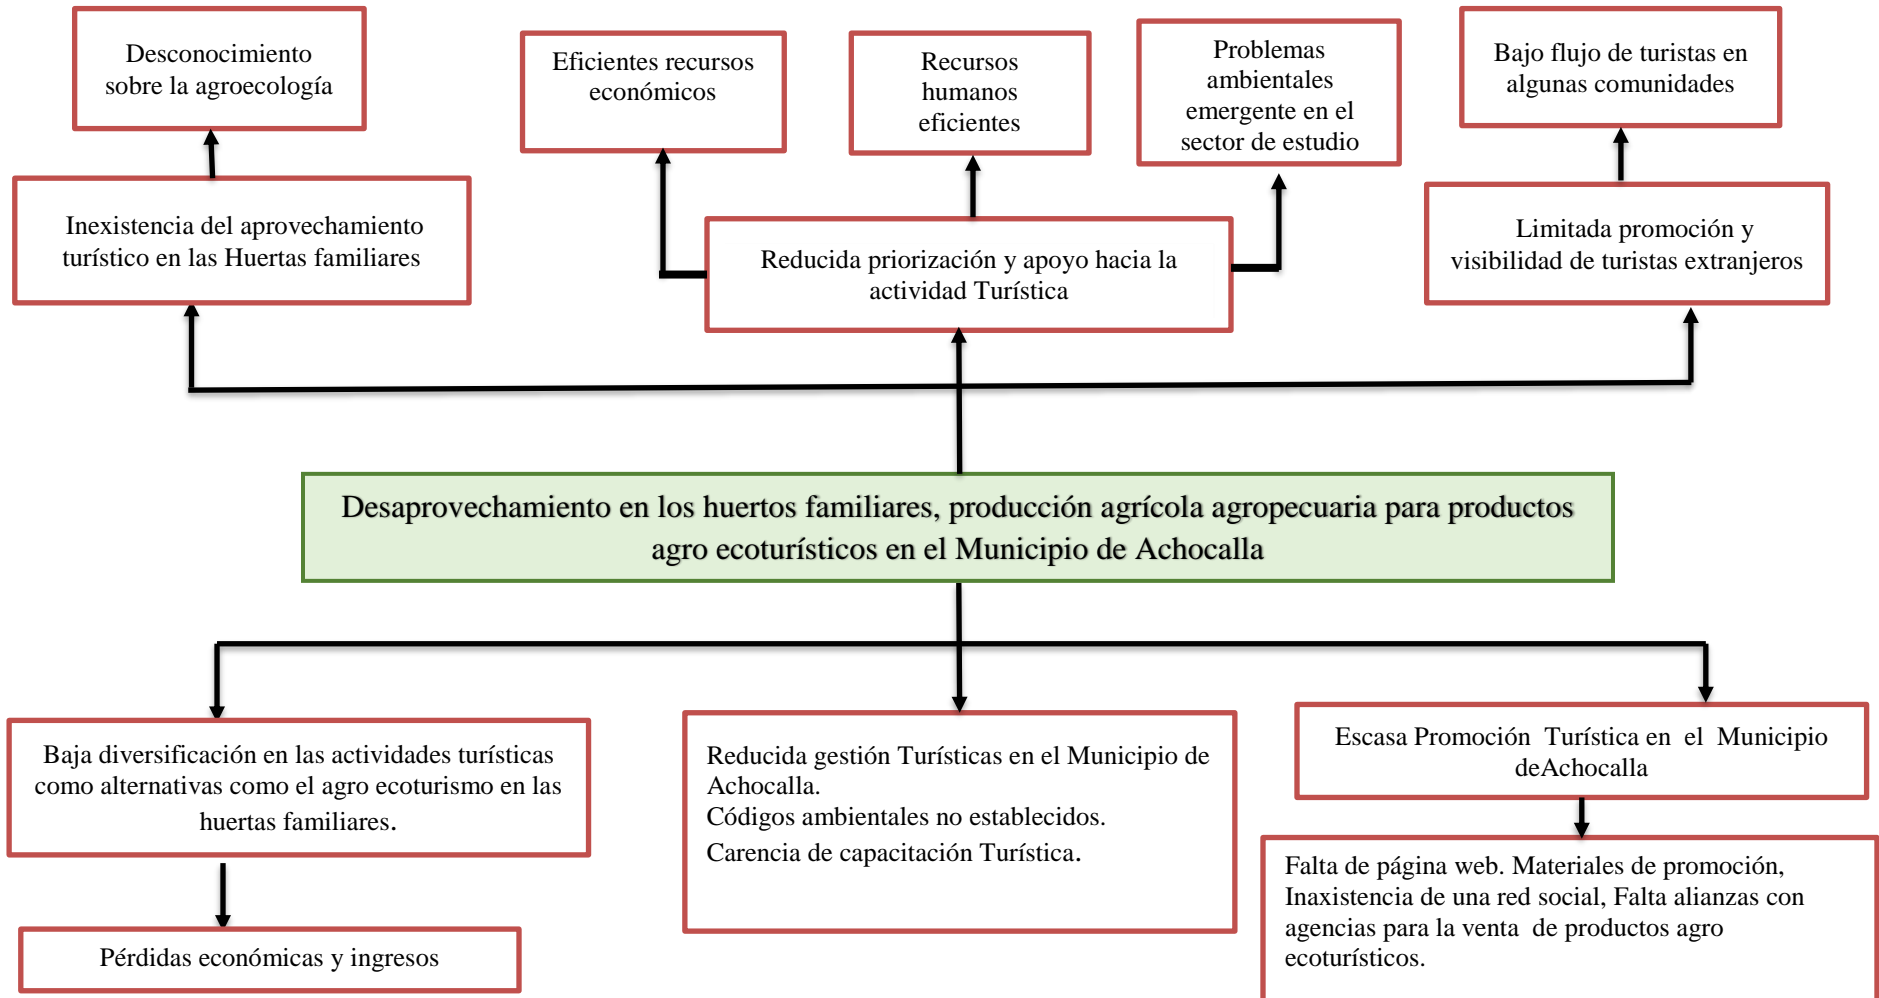 Desconocimiento
sobre la agroecología
Eficientes recursos
económicos
Recursos
humanos
eficientes
Problemas
ambientales
emergente en el
sector de estudio
Bajo flujo de turistas en
algunas comunidades
Inexistencia del aprovechamiento
turístico en las Huertas familiares
Reducida priorización y apoyo hacia la
actividad Turística
Limitada promoción y
visibilidad de turistas extranjeros
Desaprovechamiento en los huertos familiares, producción agrícola agropecuaria para productos
agro ecoturísticos en el Municipio de Achocalla
Baja diversificación en las actividades turísticas
como alternativas como el agro ecoturismo en las
huertas familiares.
Reducida gestión Turísticas en el Municipio de
Achocalla.
Códigos ambientales no establecidos.
Carencia de capacitación Turística.
Escasa Promoción Turística en el Municipio
deAchocalla
Pérdidas económicas y ingresos
Falta de página web. Materiales de promoción,
Inaxistencia de una red social, Falta alianzas con
agencias para la venta de productos agro
ecoturísticos.